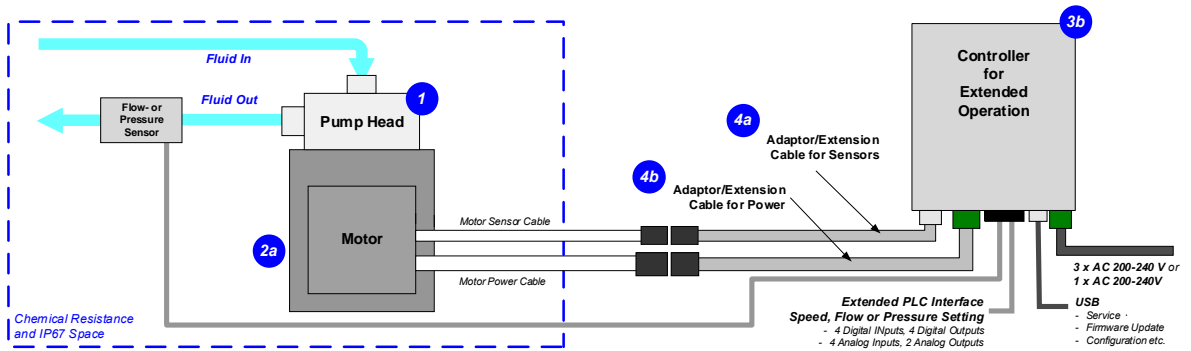 Fluid In
Fluid Out
Flow- or
Pressure
Sensor
1
Pump Head
2a
Motor
Chemical Resistance
and IP67 Space
Motor Sensor Cable
Motor Power Cable
4a
Adaptor/Extension
Cable for Sensors
4b
Adaptor/Extension
Cable for Power
3b
Controller
for
Extended
Operation
3 x AC 200-240 V or
1 x AC 200-240V
Extended PLC Interface
Speed, Flow or Pressure Setting
- 4 Digital INputs, 4 Digital Outputs
- 4 Analog Inputs, 2 Analog Outputs
USB
- Service ·
- Firmware Update
- Configuration etc.